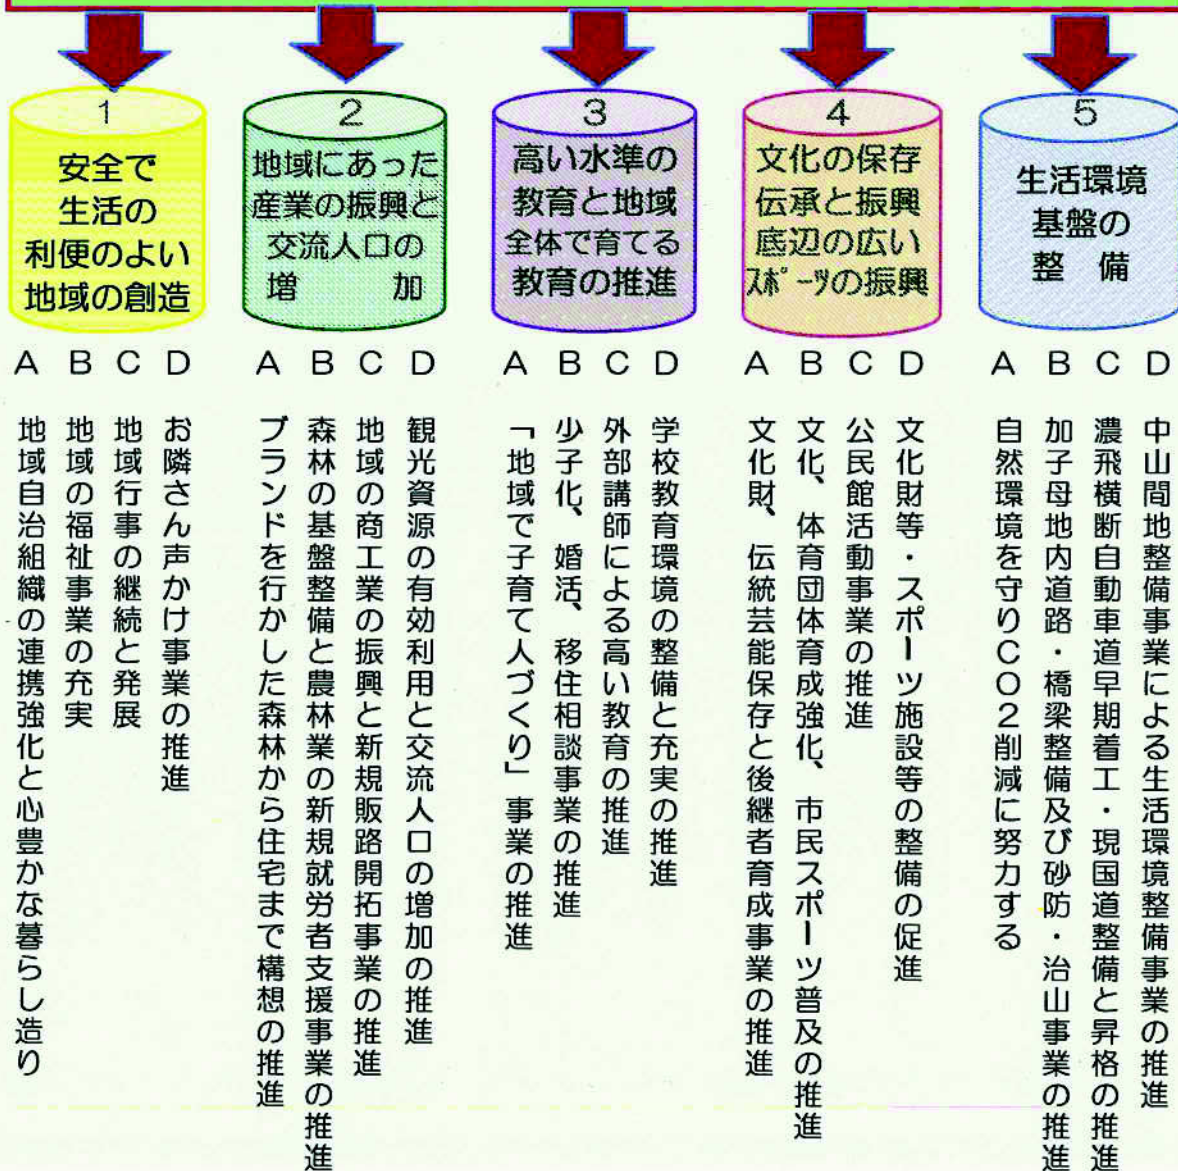 1
安全で
生活の
利便のよい
地域の創造
A
地域自治組織の連携強化と心豊かな暮らし造り
B
地域の福祉事業の充実
C
地域行事の継続と発展
D
お隣さん声かけ事業の推進
2
地域にあった
産業の振興と
交流人口の
増 加
A
ブランドを行かした森林から住宅まで構想の推進
B
森林の基盤整備と農林業の新規就労者支援事業の推進
C
地域の商工業の振興と新規販路開拓事業の推進
D
観光資源の有効利用と交流人口の増加の推進
3
高い水準の
教育と地域
全体で育てる
教育の推進
A
「地域で子育て人づくり」事業の推進
B
少子化、婚活、移住相談事業の推進
C
外部講師による高い教育の推進
D
学校教育環境の整備と充実の推進
4
文化の保存
伝承と振興
底辺の広い
スポーツの振興
A
文化財、伝統芸能保存と後継者育成事業の推進
B
文化、体育団体育成強化、市民スポーツ普及の推進
C
公民館活動事業の推進
D
文化財等・スポーツ施設等の整備の促進
5
生活環境
基盤の
整 備
A
自然環境を守りCO2削減に努力する
B
加子母地内道路・橋梁整備及び砂防・治山事業の推進
C
濃飛横断自動車道早期着工・現国道整備と昇格の推進
D
中山間地整備事業による生活環境整備事業の推進